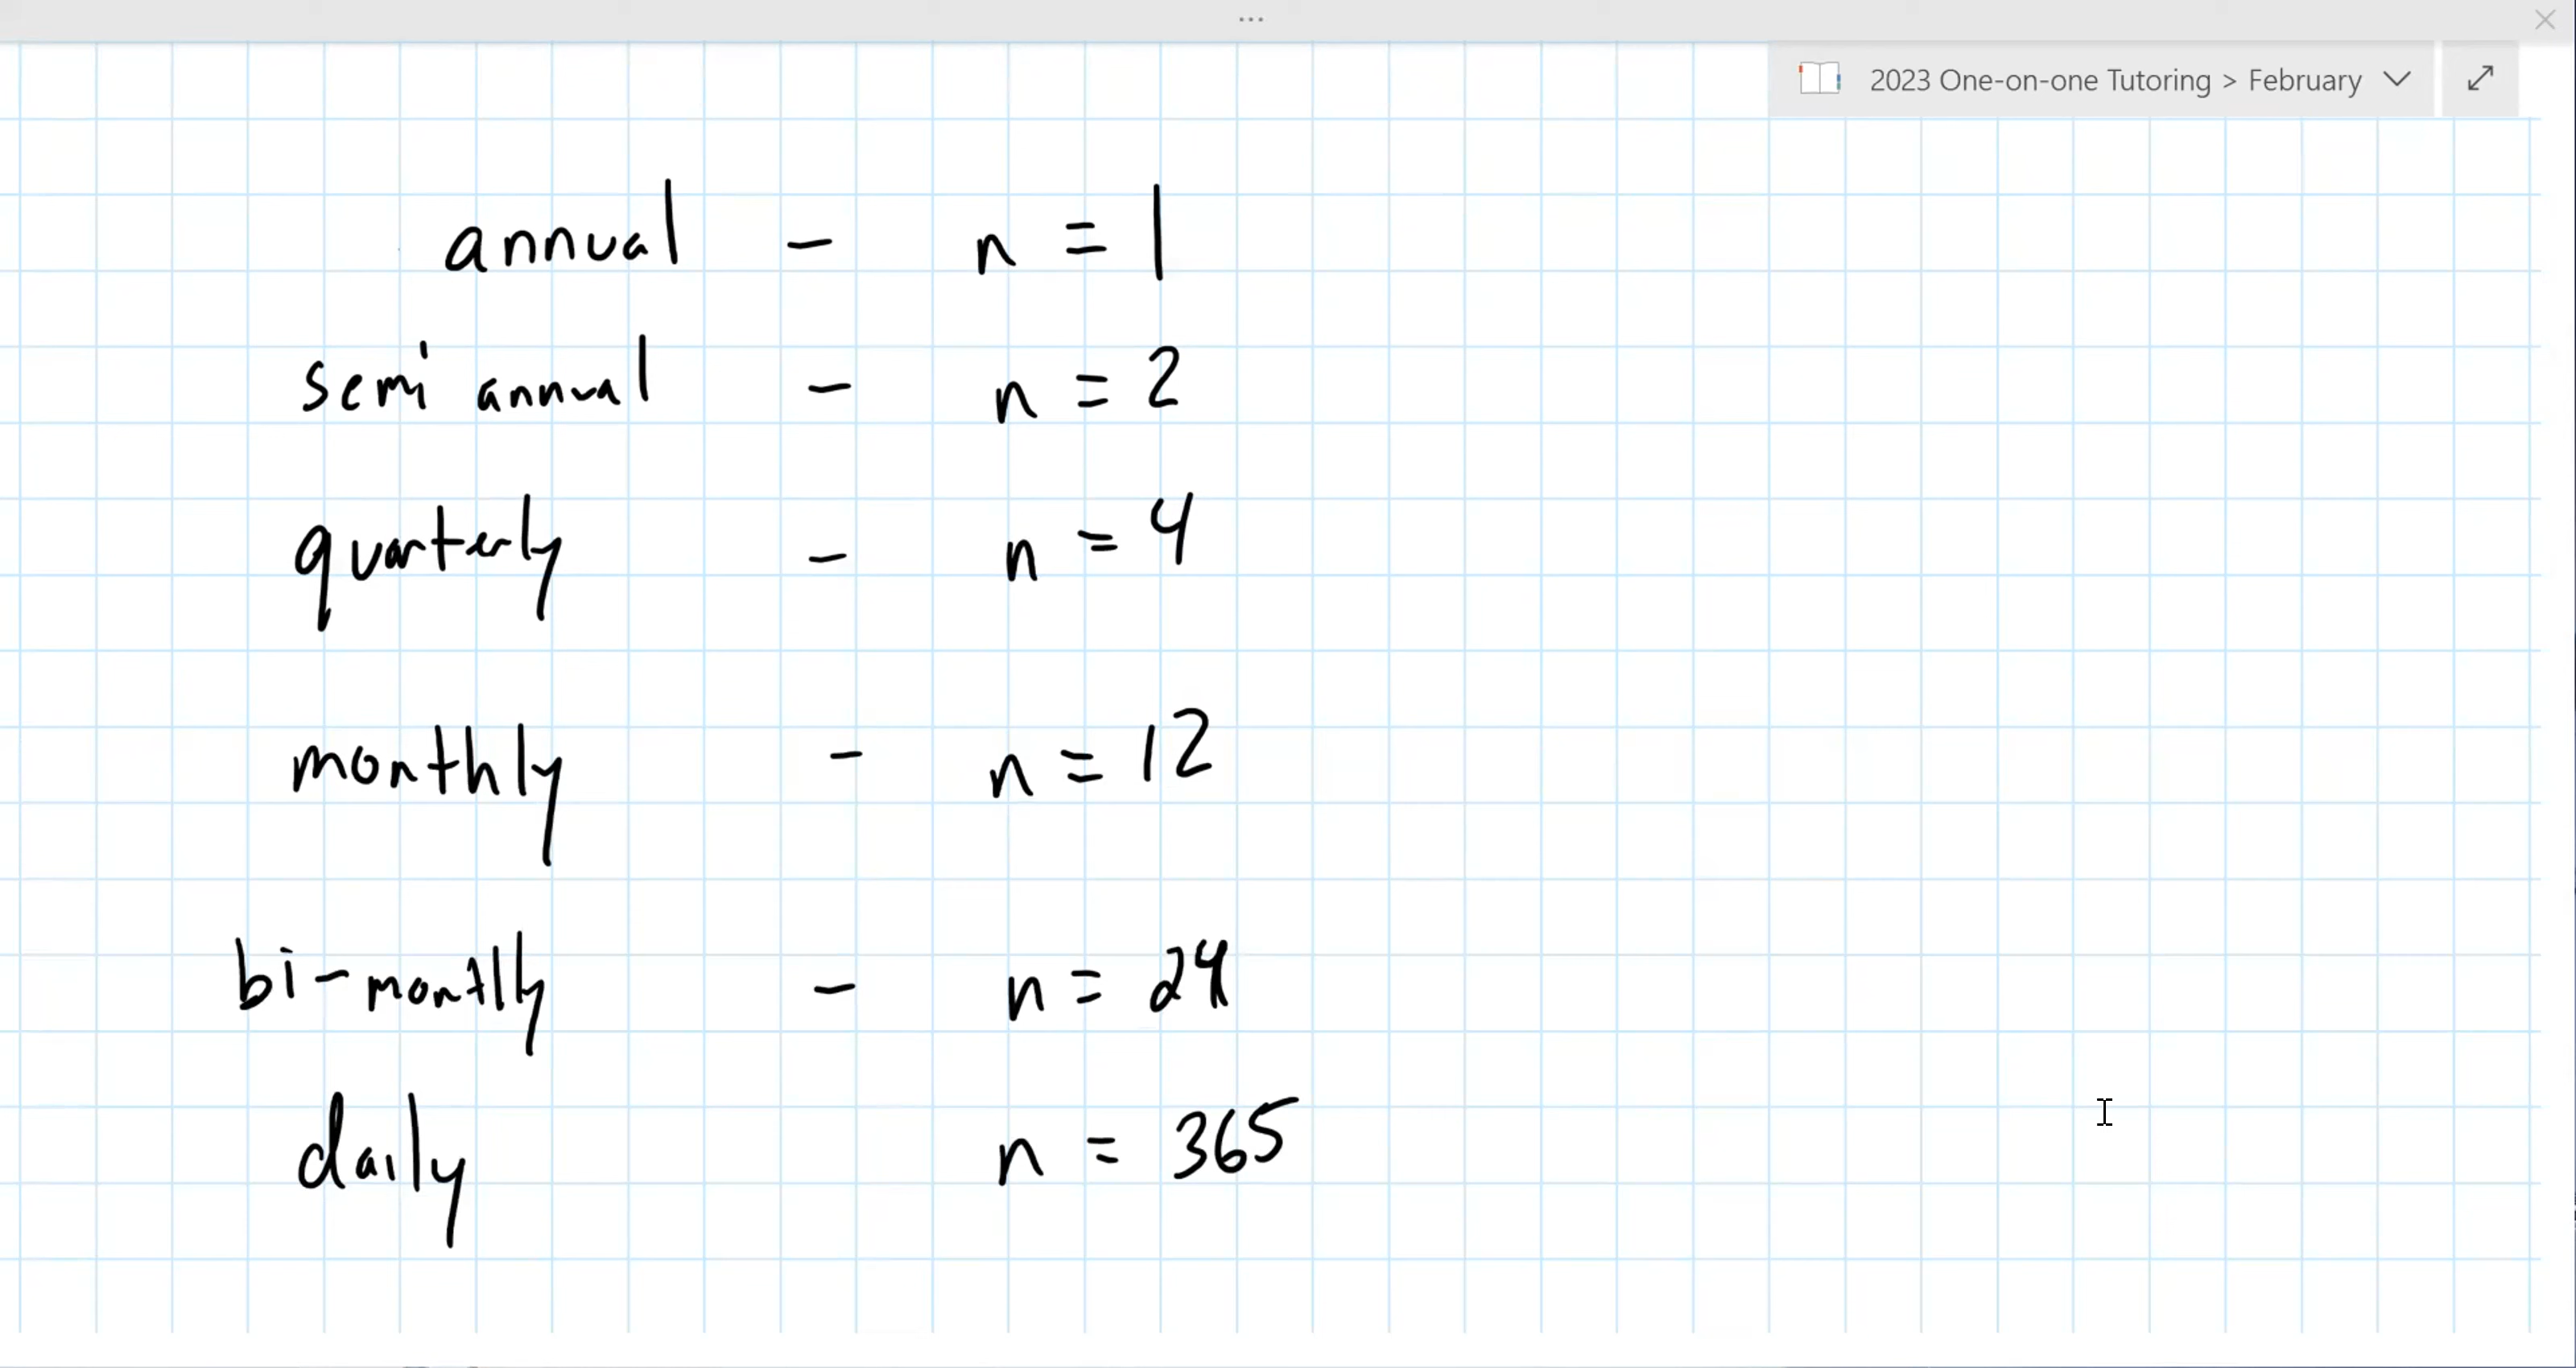 ...
2023 One-on-one Tutoring > February
annual - n = 1
semi annual - n = 2
quarterly - n = 4
monthly - n = 12
bi-montly - n = 24
daily n = 365